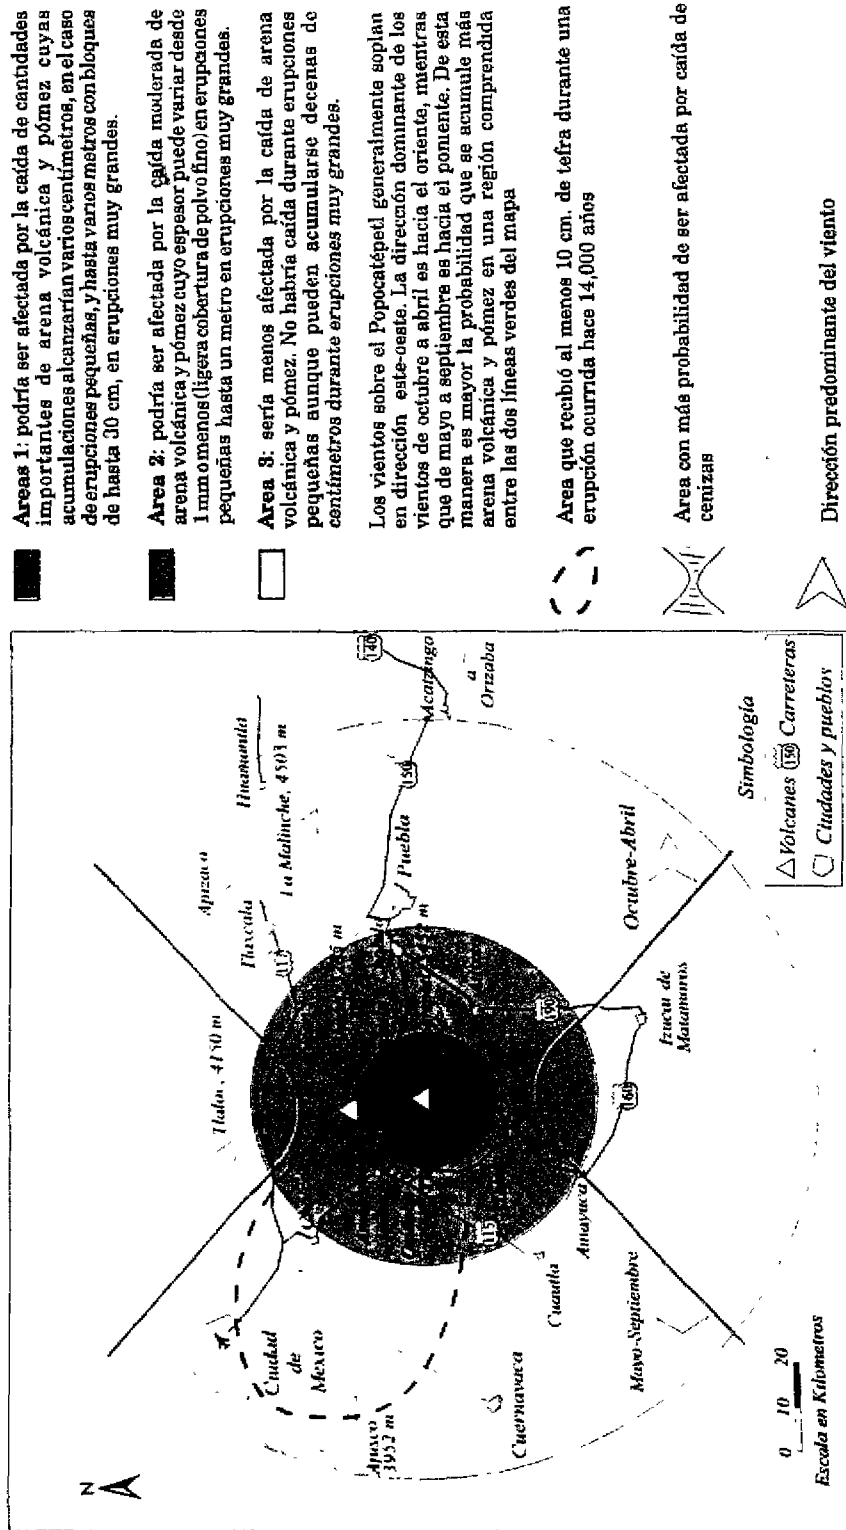 N
Tlaloc, 4150 m
Apizaco
Huamantla
Tlaxcala
La Malinche, 4503 m
117
Ciudad
de
Mexico
Ajusco
3952 m
Puebla
150
140
Acatzingo
a
Orizaba
Cuernavaca
Cuautla
115
Amayuca
190
160
Izucar de
Matamoros
Mayo-Septiembre
Octubre-Abril
0 10 20
Escala en Kilometros
Simbología
Volcanes 150 Carreteras
Ciudades y pueblos
Areas 1: podría ser afectada por la caída de cantidades
importantes de arena volcánica y pómez cuyas
acumulaciones alcanzarían varios centímetros, en el caso
de erupciones pequeñas, y hasta varios metros con bloques
de hasta 30 cm, en erupciones muy grandes.
Area 2: podría ser afectada por la caída moderada de
arena volcánica y pómez cuyo espesor puede variar desde
1 mm o menos (ligera cobertura de polvo fino) en erupciones
pequeñas hasta un metro en erupciones muy grandes.
Area 3: sería menos afectada por la caída de arena
volcánica y pómez. No habría caída durante erupciones
pequeñas aunque pueden acumularse decenas de
centímetros durante erupciones muy grandes.
Los vientos sobre el Popocatépetl generalmente soplan
en dirección este-oeste. La dirección dominante de los
vientos de octubre a abril es hacia el oriente, mientras
que de mayo a septiembre es hacia el poniente. De esta
manera es mayor la probabilidad que se acumule más
arena volcánica y pómez en una región comprendida
entre las dos líneas verdes del mapa
Area que recibió al menos 10 cm. de tefra durante una
erupción ocurrida hace 14,000 años
Area con más probabilidad de ser afectada por caída de
cenizas
Dirección predominante del viento